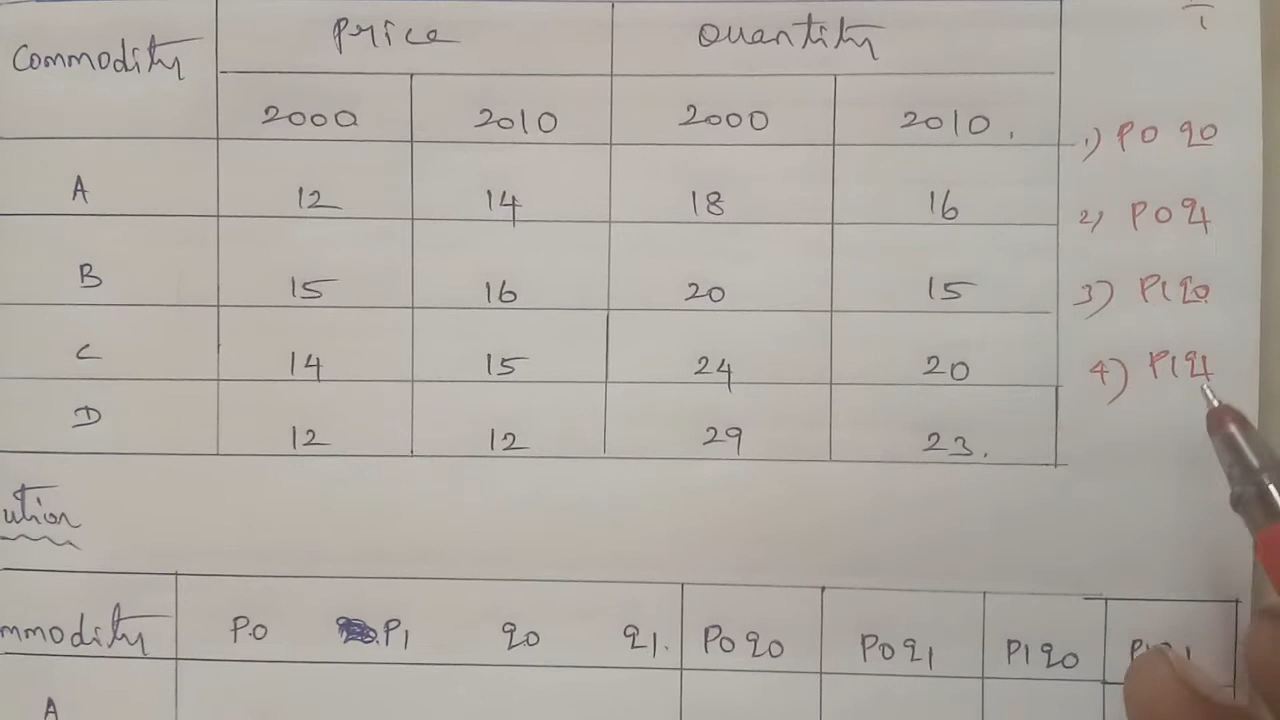 Commodity Price Quantity
2000 2010 2000 2010.
A 12 14 18 16
B 15 16 20 15
C 14 15 24 20
D 12 12 29 23.
1) P0 q0
2) P0 q1
3) P1 q0
4) P1 q1
ution
mmodity P.0 P1 q0 q1. P0 q0 P0 q1 P1 q0
A